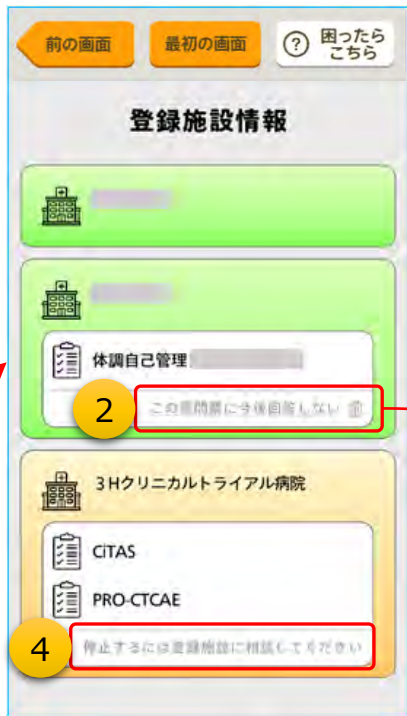 前の画面
最初の画面
?
困ったら
こちら
登録施設情報
体調自己管理
2
この質問票に今後回答しない
3Hクリニカルトライアル病院
CiTAS
PRO-CTCAE
4
停止するには登録施設に相談してください